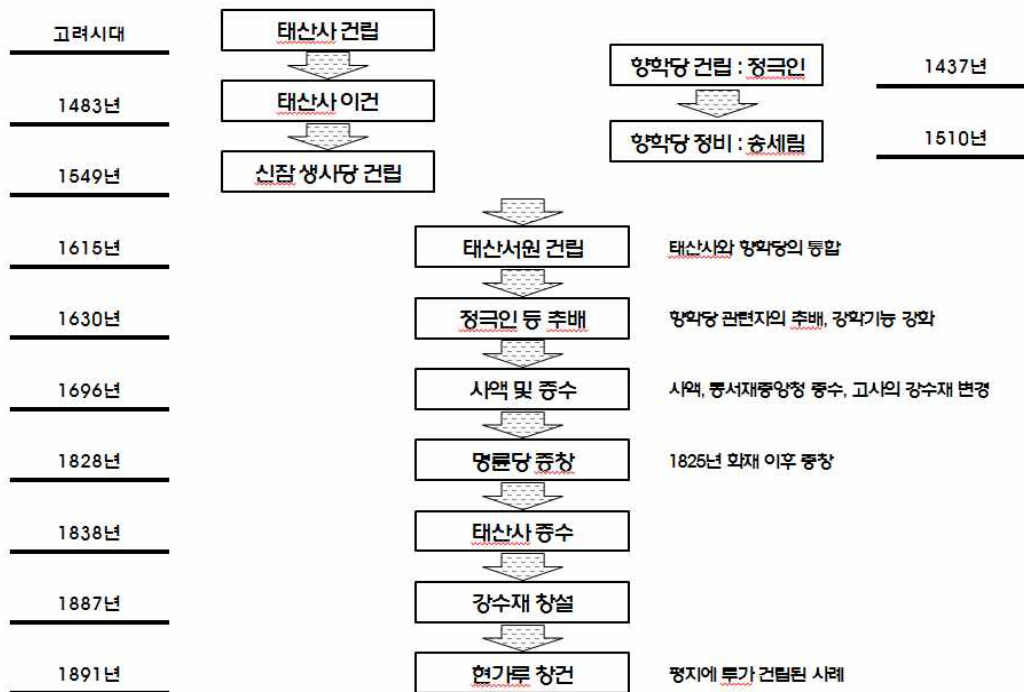 고려시대
태산사 건립
향학당 건립 : 정극인
1437년
1483년
태산사 이건
향학당 정비 : 송세림
1510년
1549년
신잠 생사당 건립
1615년
태산서원 건립
태산사와 향학당의 통합
1630년
정극인 등 추배
향학당 관련자의 추배, 강학기능 강화
1696년
사액 및 중수
사액, 동서재중앙청 중수, 고사의 강수재 변경
1828년
명륜당 중창
1825년 화재 이후 중창
1838년
태산사 중수
1887년
강수재 창설
1891년
현가루 창건
평지에 루가 건립된 사례